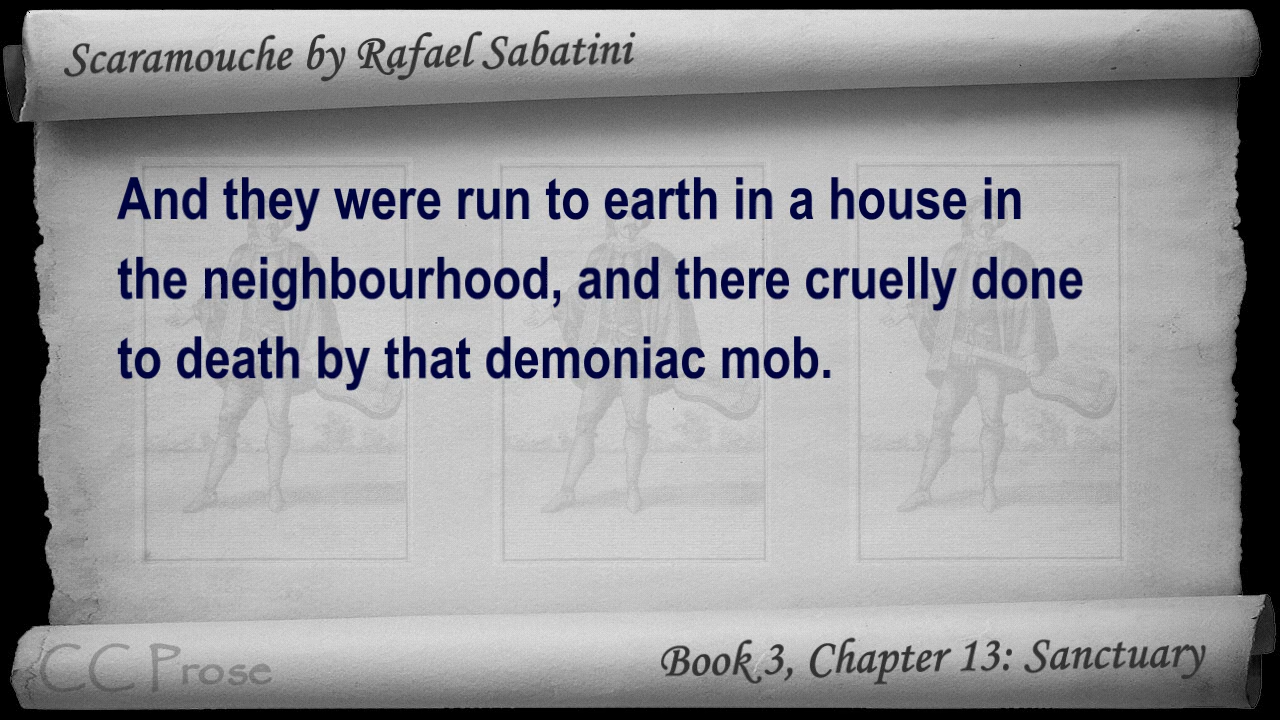 Scaramouche by Rafael Sabatini
And they were run to earth in a house in
the neighbourhood, and there cruelly done
to death by that demoniac mob.
CC Prose
Book 3, Chapter 13: Sanctuary